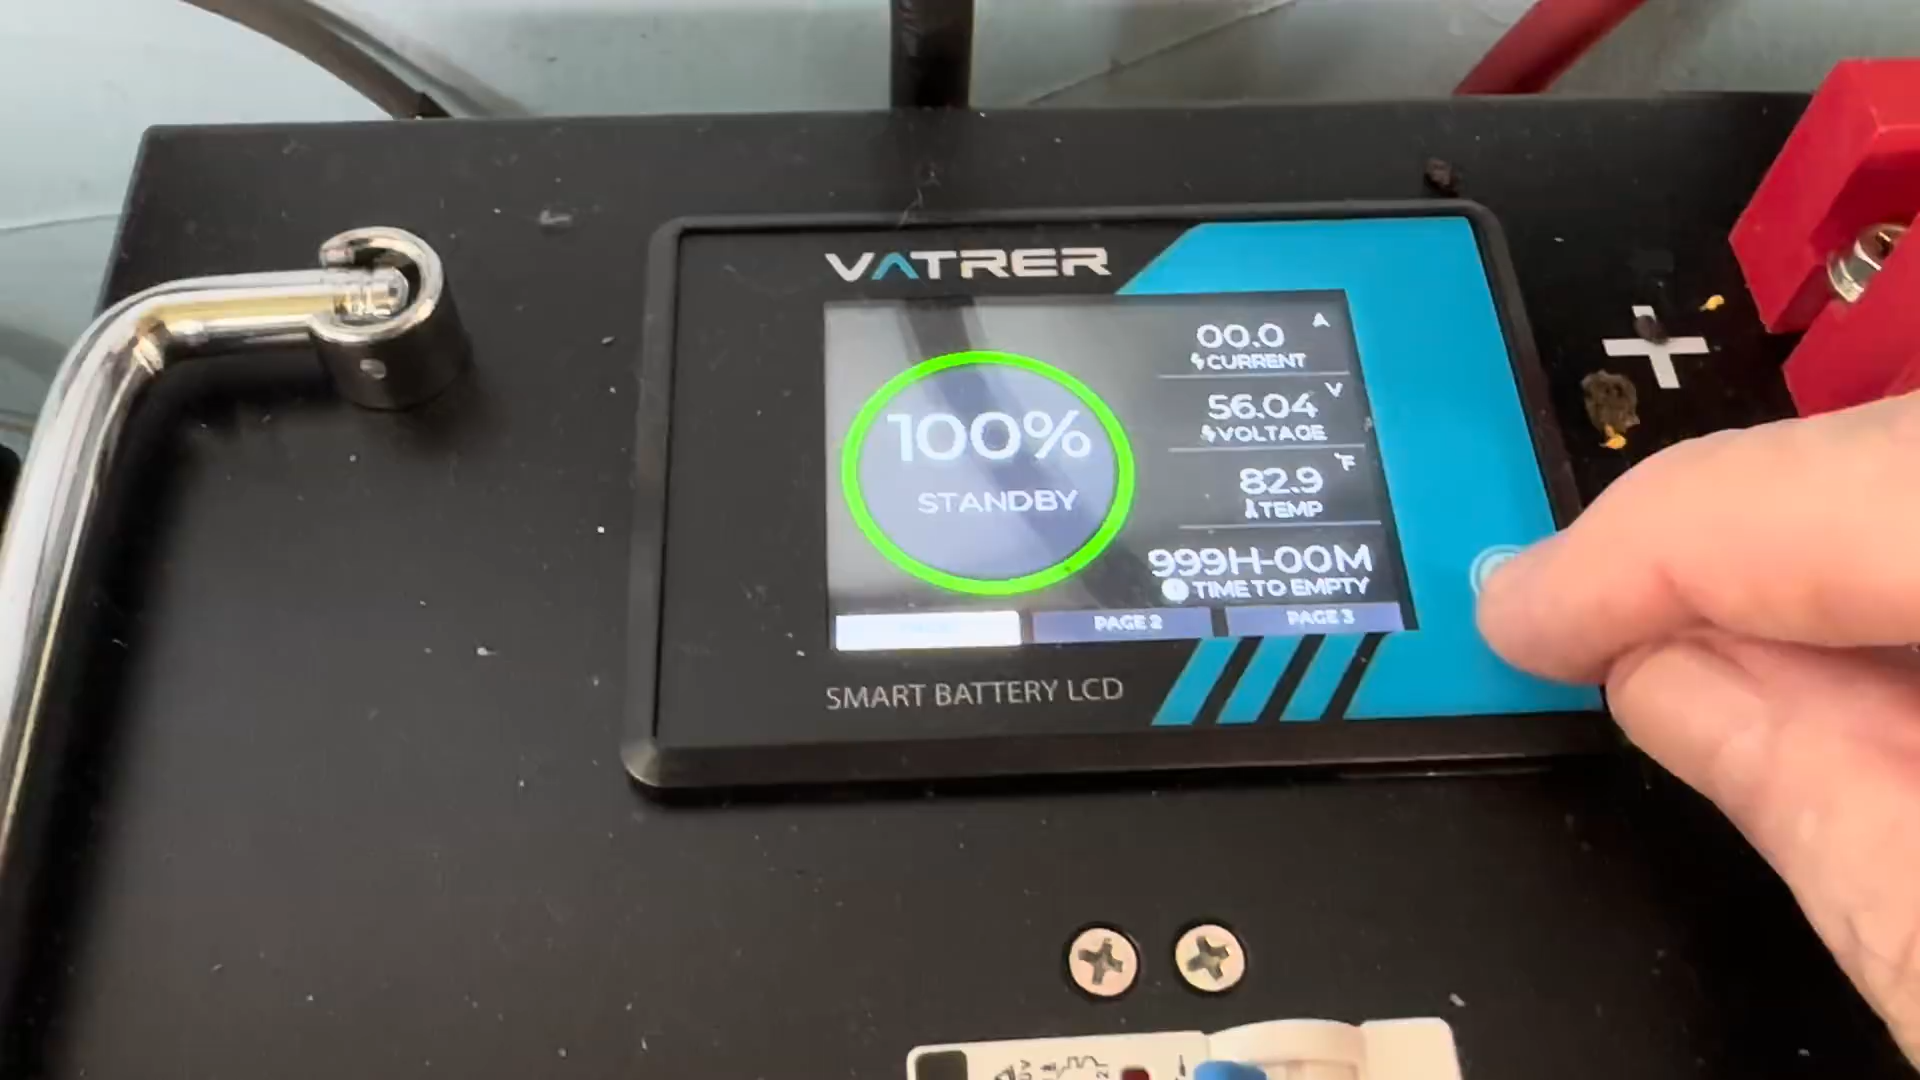 VATRER
100%
STANDBY
00.0 A
CURRENT
56.04 V
VOLTAGE
82.9 °F
TEMP
999H-00M
TIME TO EMPTY
PAGE 2
PAGE 3
SMART BATTERY LCD
+